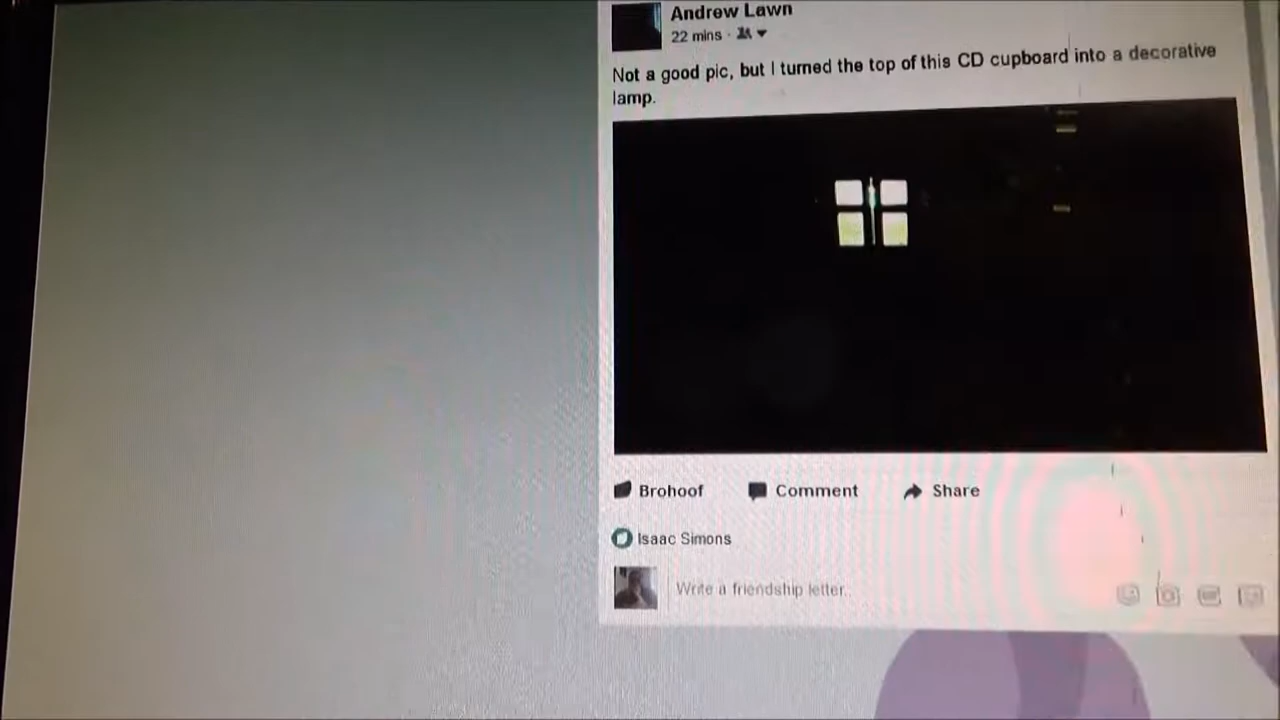 Andrew Lawn
22 mins ·
Not a good pic, but I turned the top of this CD cupboard into a decorative
lamp.
Brohoof Comment Share
Isaac Simons
Write a friendship letter..